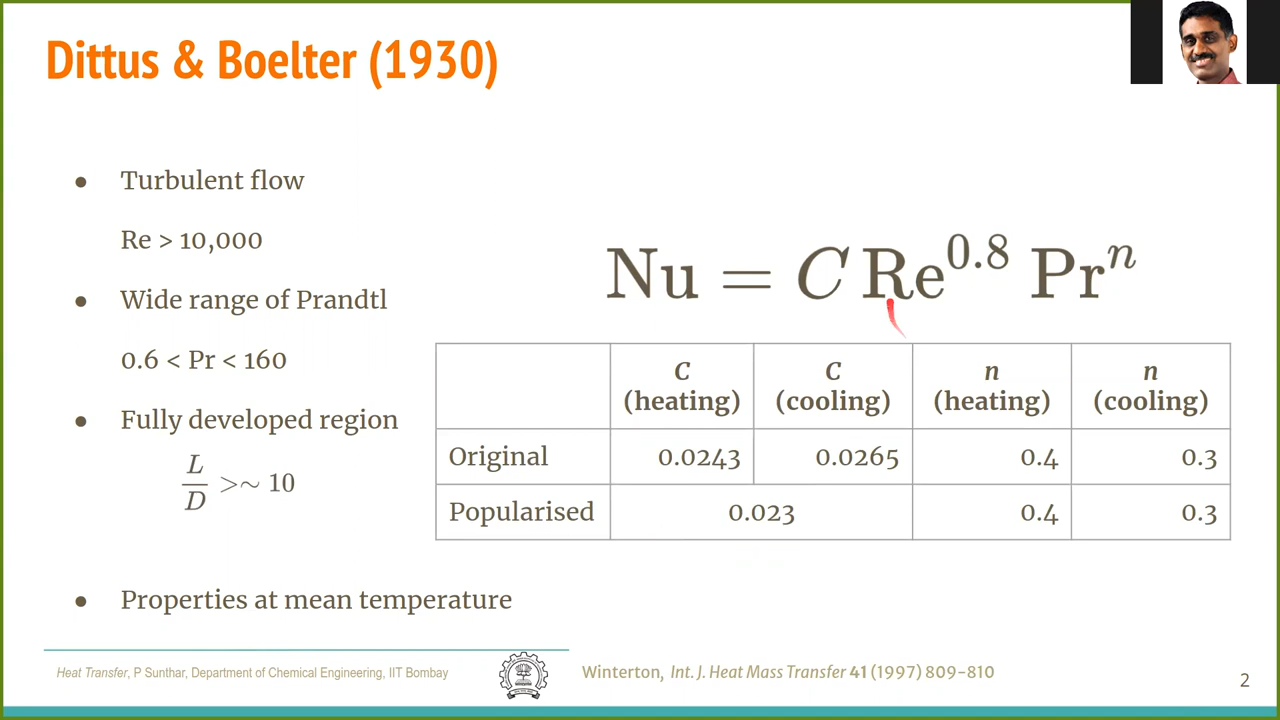 Dittus & Boelter (1930)
● Turbulent flow
Re > 10,000
● Wide range of Prandtl
0.6 < Pr < 160
● Fully developed region
L/D >~ 10
● Properties at mean temperature
Nu = C Re^0.8 Pr^n
C (heating) C (cooling) n (heating) n (cooling)
Original 0.0243 0.0265 0.4 0.3
Popularised 0.023 0.4 0.3
Heat Transfer, P Sunthar, Department of Chemical Engineering, IIT Bombay
Winterton, Int. J. Heat Mass Transfer 41 (1997) 809–810
2